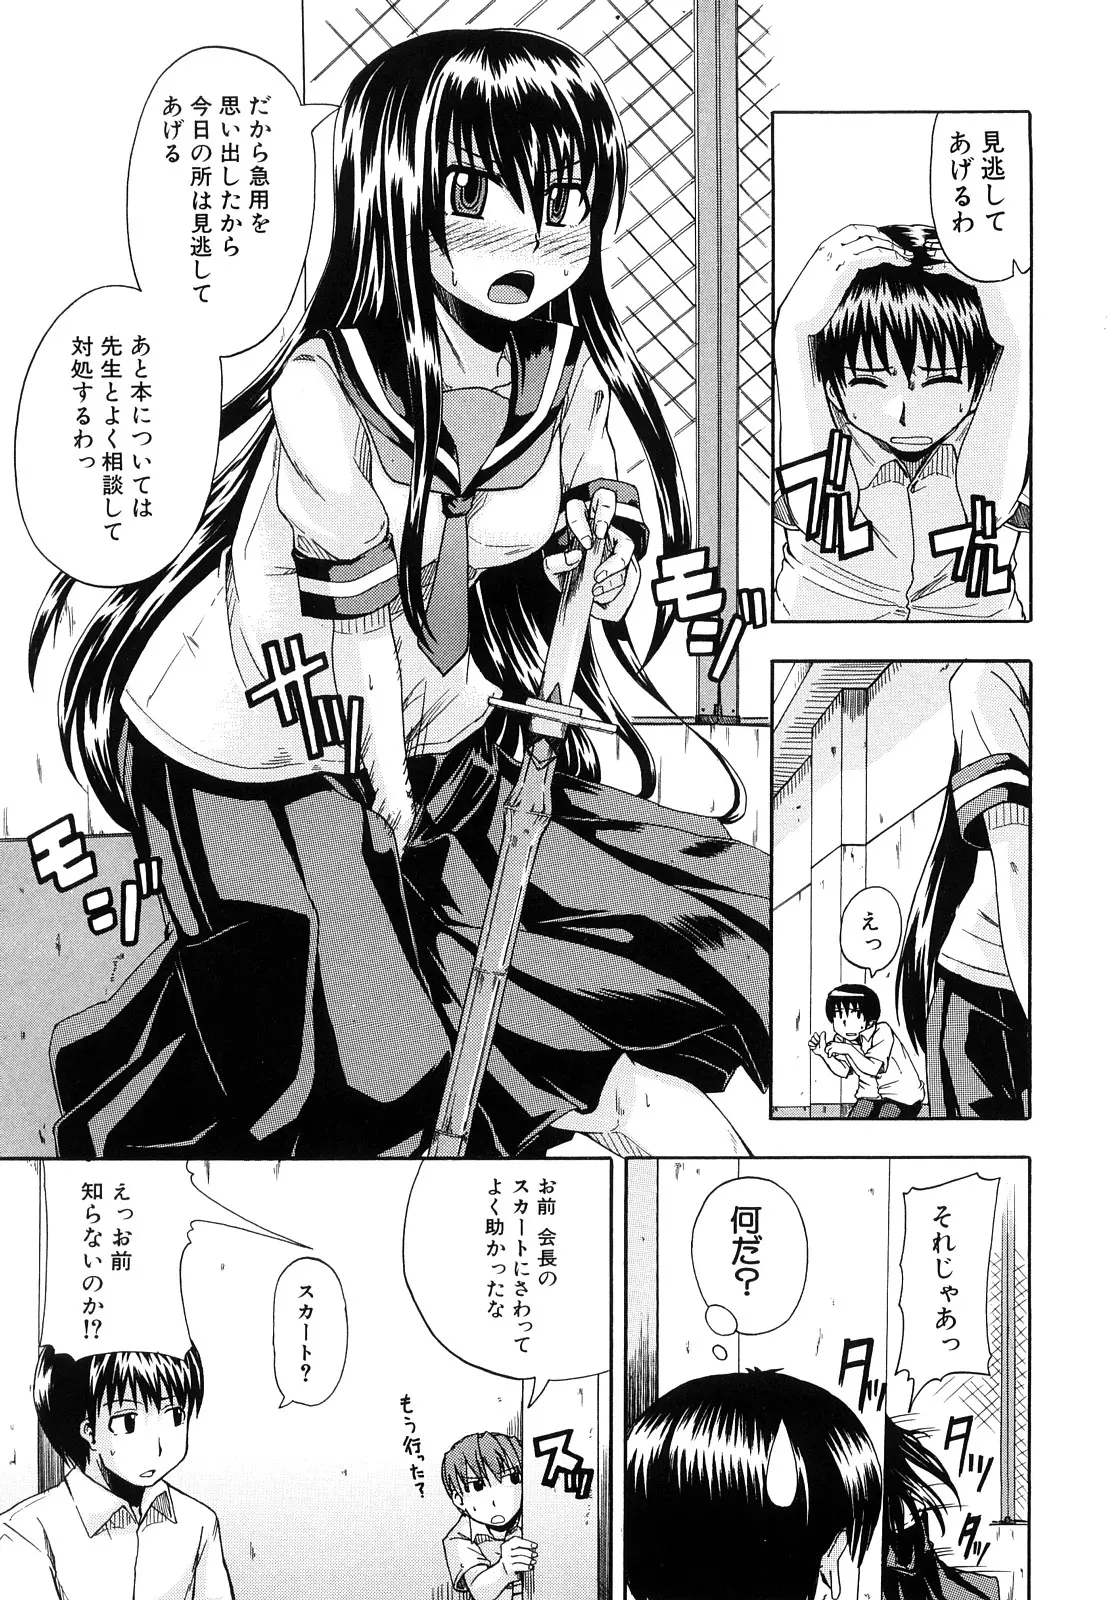 見逃して
あげるわ
ブル
ブル
えっ
だから急用を
思い出したから
今日の所は見逃して
あげる
あと本については
先生とよく相談して
対処するわっ
モジ
サワッ
モジ
それじゃあっ
タッ
タッ
何だ?
お前 会長の
スカートにさわって
よく助かったな
スッ
もう行った?
スカート?
えっお前
知らないのか!?